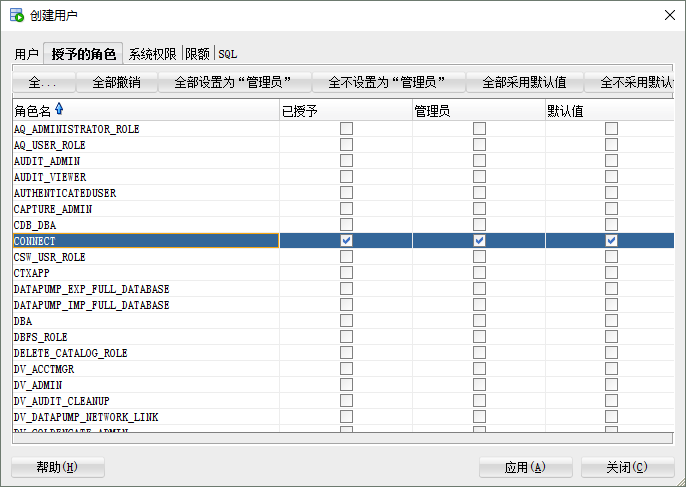 创建用户
用户 授予的角色 系统权限 限额 SQL
全... 全部撤销 全部设置为“管理员” 全不设置为“管理员” 全部采用默认值 全不采用默认
角色名 已授予 管理员 默认值
AQ_ADMINISTRATOR_ROLE
AQ_USER_ROLE
AUDIT_ADMIN
AUDIT_VIEWER
AUTHENTICATEDUSER
CAPTURE_ADMIN
CDB_DBA
CONNECT
CSW_USR_ROLE
CTXAPP
DATAPUMP_EXP_FULL_DATABASE
DATAPUMP_IMP_FULL_DATABASE
DBA
DBFS_ROLE
DELETE_CATALOG_ROLE
DV_ACCTMGR
DV_ADMIN
DV_AUDIT_CLEANUP
DV_DATAPUMP_NETWORK_LINK
DV_GOLDENGATE_ADMIN
帮助(H) 应用(A) 关闭(C)